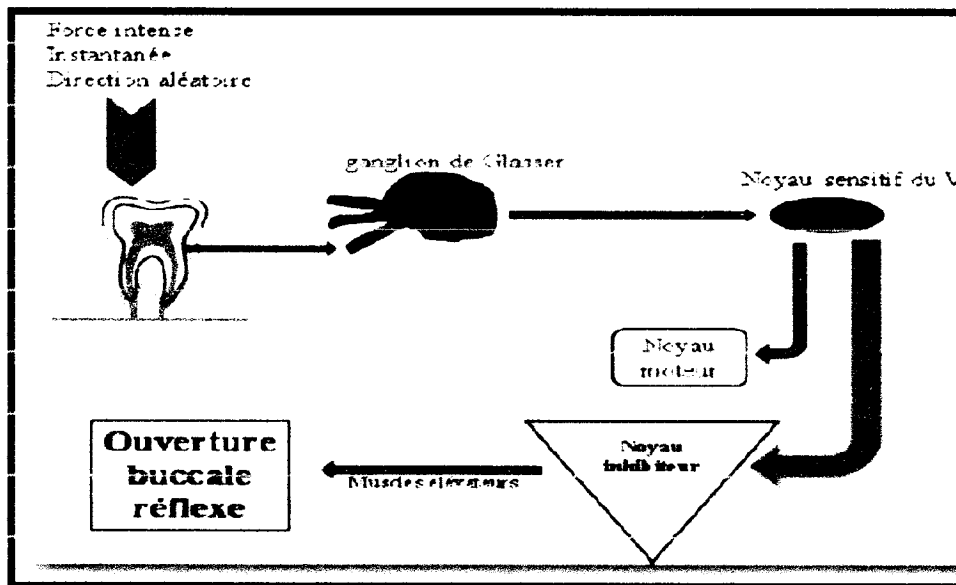 Force intense
Instantanée
Direction aléatoire
ganglion de Glasser
Noyau sensitif du V
Noyau
moteur
Noyau
inhibiteur
Muscles élévateurs
Ouverture
buccale
réflexe